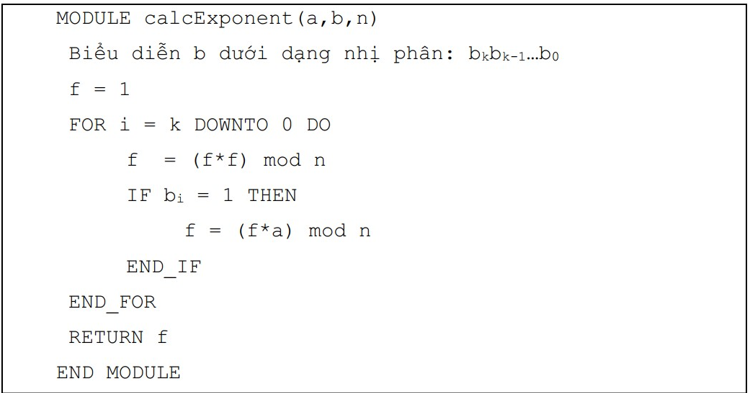 MODULE calcExponent(a,b,n)
Biểu diễn b dưới dạng nhị phân: bₖbₖ₋₁…b₀
f = 1
FOR i = k DOWNTO 0 DO
f = (f*f) mod n
IF bᵢ = 1 THEN
f = (f*a) mod n
END_IF
END_FOR
RETURN f
END MODULE